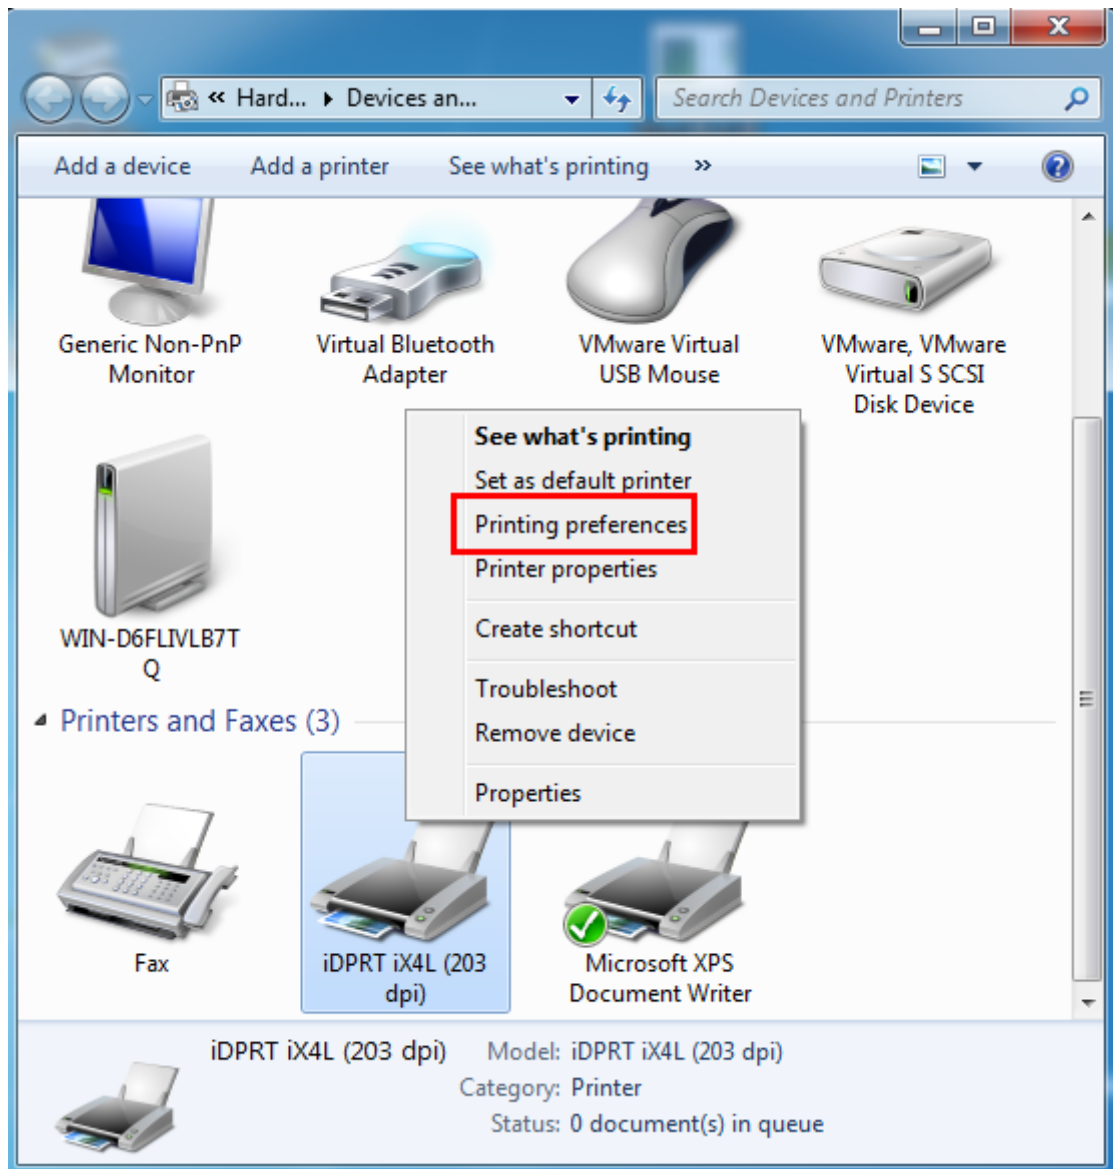 « Hard... ▸ Devices an...
Search Devices and Printers
Add a device Add a printer See what's printing »
Generic Non-PnP
Monitor
Virtual Bluetooth
Adapter
VMware Virtual
USB Mouse
VMware, VMware
Virtual S SCSI
Disk Device
See what's printing
Set as default printer
Printing preferences
Printer properties
Create shortcut
Troubleshoot
Remove device
Properties
WIN-D6FLIVLB7T
Q
Printers and Faxes (3)
Fax
iDPRT iX4L (203
dpi)
Microsoft XPS
Document Writer
iDPRT iX4L (203 dpi) Model: iDPRT iX4L (203 dpi)
Category: Printer
Status: 0 document(s) in queue